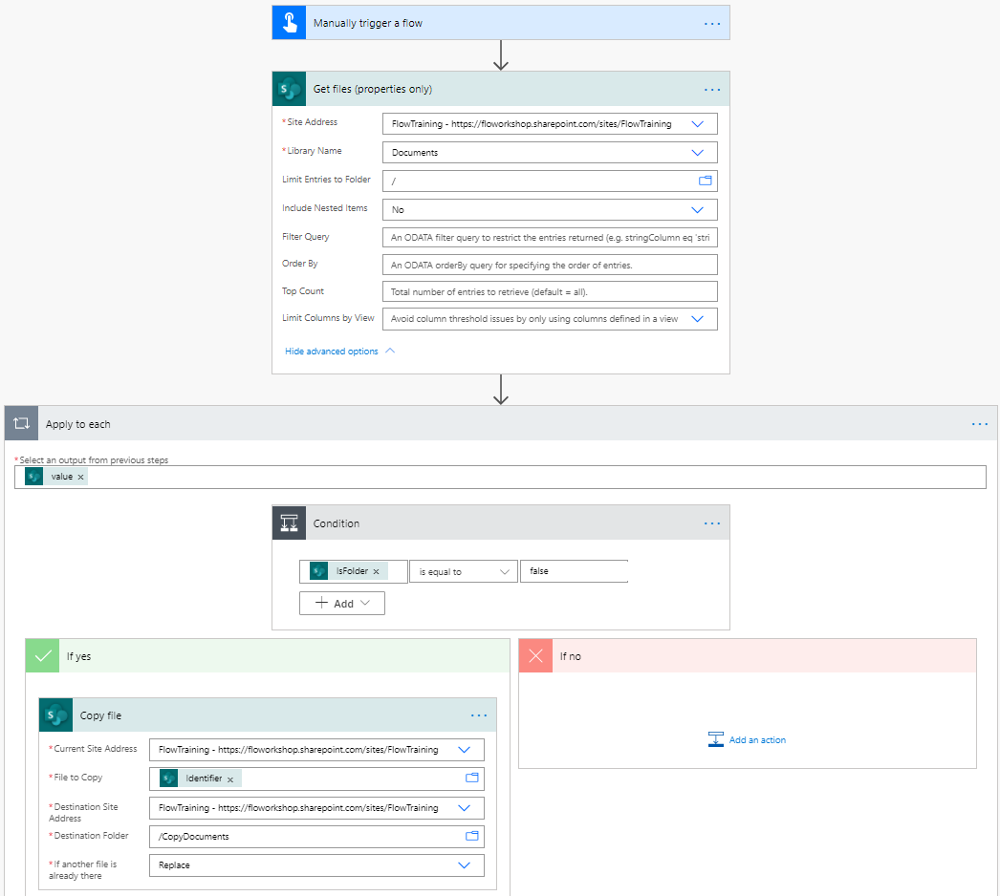 Manually trigger a flow
Get files (properties only)
*Site Address
FlowTraining - https://floworkshop.sharepoint.com/sites/FlowTraining
*Library Name
Documents
Limit Entries to Folder
/
Include Nested Items
No
Filter Query
An ODATA filter query to restrict the entries returned (e.g. stringColumn eq 'stri
Order By
An ODATA orderBy query for specifying the order of entries.
Top Count
Total number of entries to retrieve (default = all).
Limit Columns by View
Avoid column threshold issues by only using columns defined in a view
Hide advanced options
Apply to each
*Select an output from previous steps
value ×
Condition
IsFolder ×
is equal to
false
+ Add
If yes
If no
Copy file
Add an action
*Current Site Address
FlowTraining - https://floworkshop.sharepoint.com/sites/FlowTraining
*File to Copy
Identifier ×
*Destination Site
Address
FlowTraining - https://floworkshop.sharepoint.com/sites/FlowTraining
*Destination Folder
/CopyDocuments
*If another file is
already there
Replace